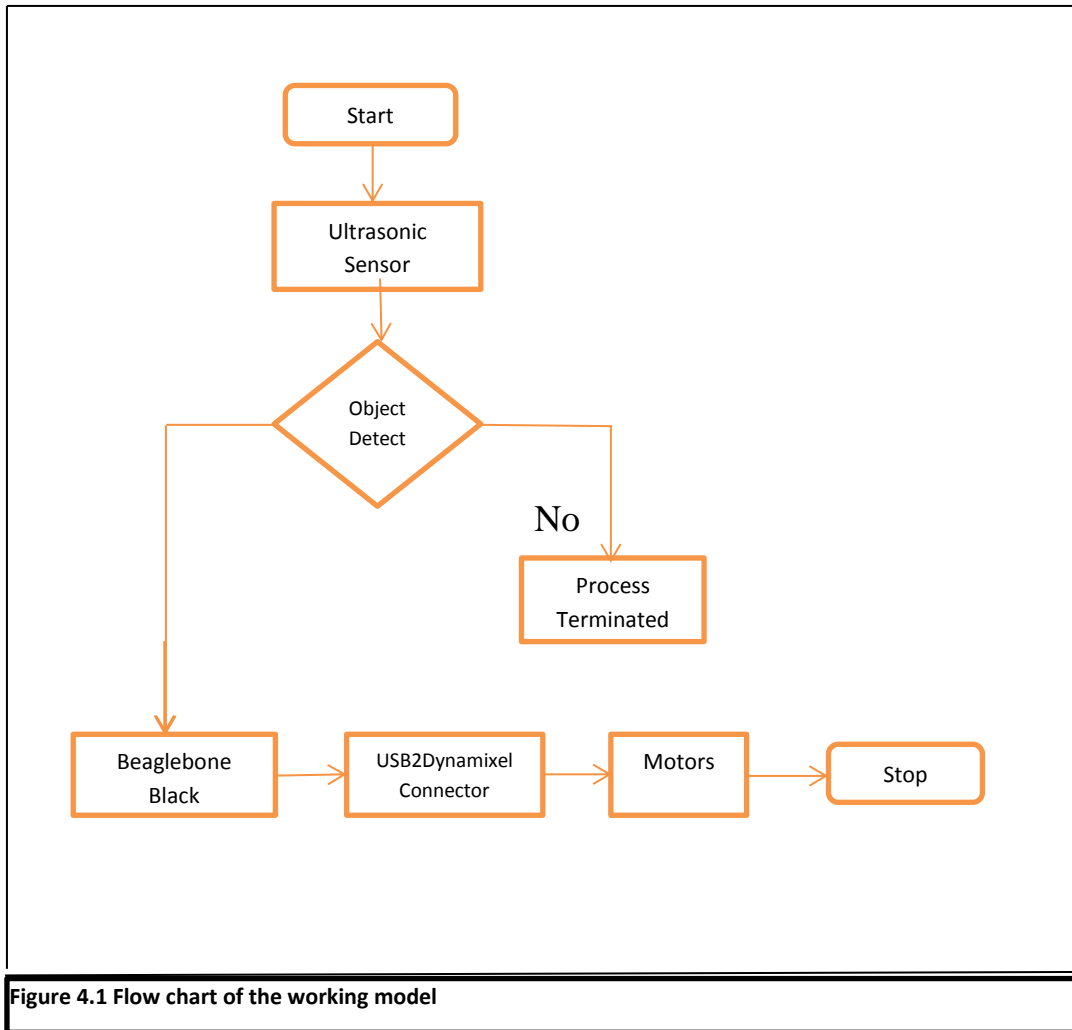 Start
Ultrasonic
Sensor
Object
Detect
No
Process
Terminated
Beaglebone
Black
USB2Dynamixel
Connector
Motors
Stop
Figure 4.1 Flow chart of the working model